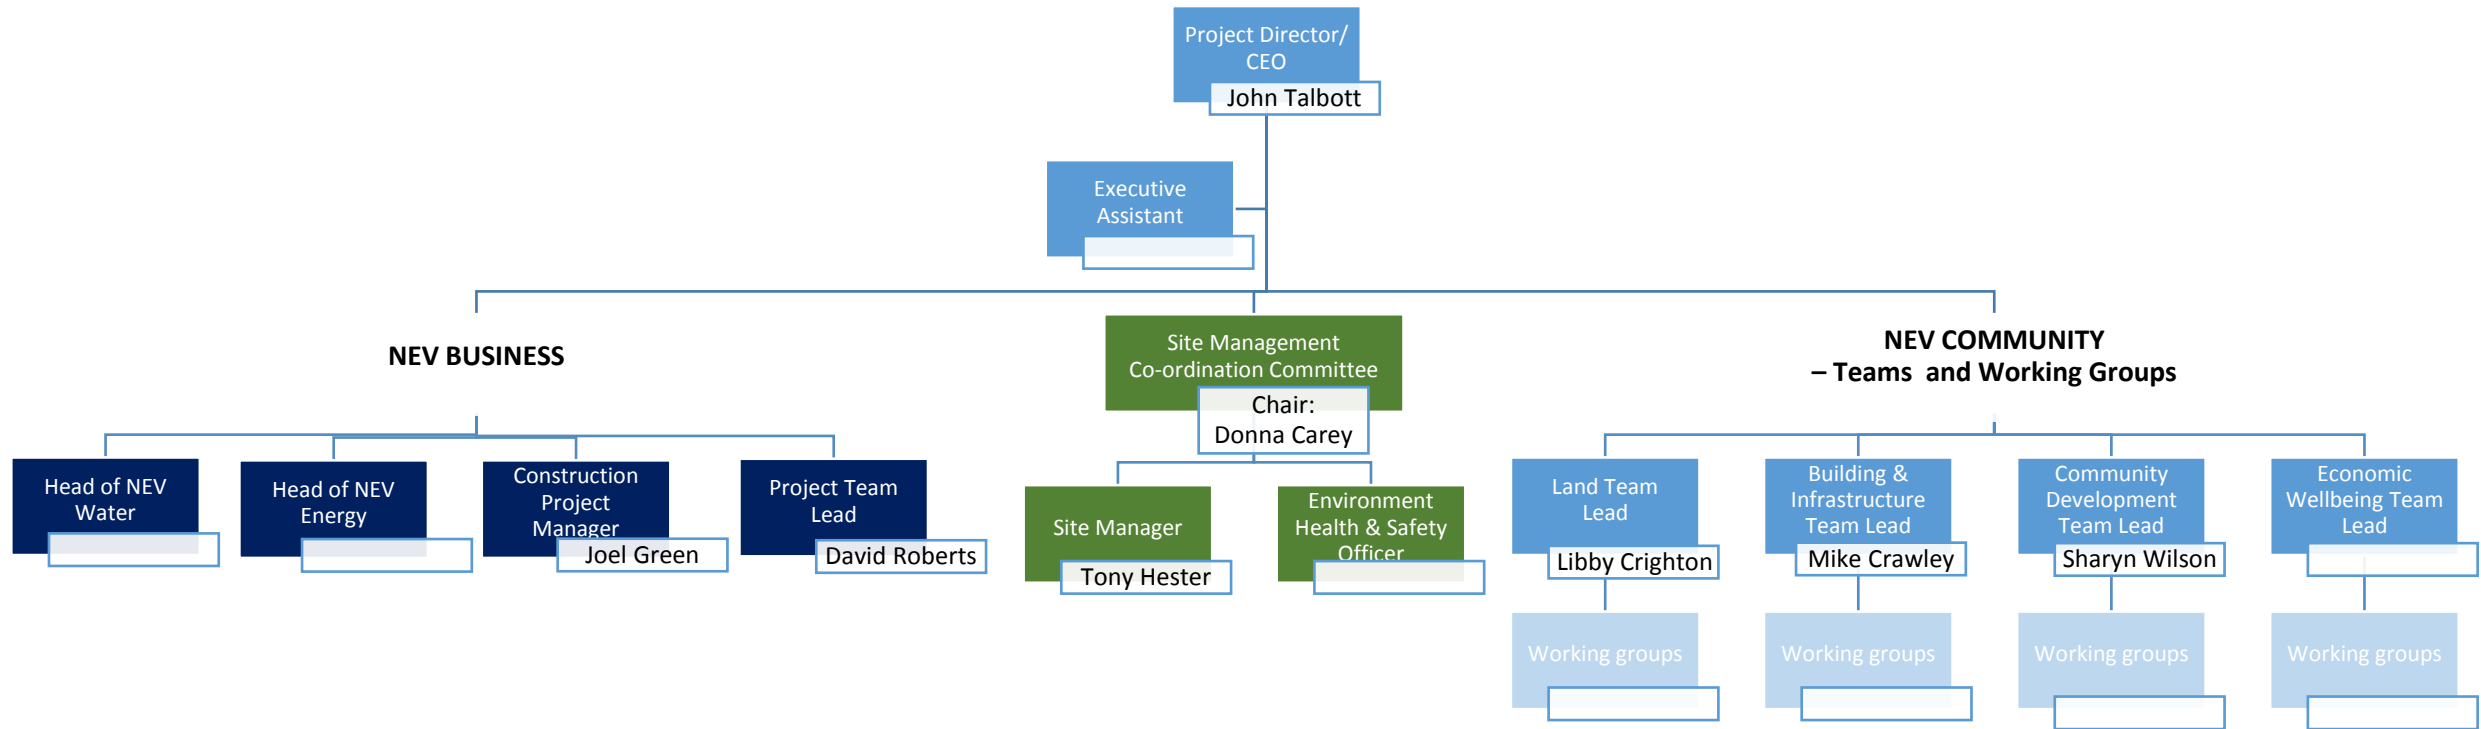 Project Director/
CEO
John Talbott
Executive
Assistant
NEV BUSINESS
Site Management
Co-ordination Committee
Chair:
Donna Carey
NEV COMMUNITY
– Teams and Working Groups
Head of NEV
Water
Head of NEV
Energy
Construction
Project
Manager
Joel Green
Project Team
Lead
David Roberts
Site Manager
Tony Hester
Environment
Health & Safety
Officer
Land Team
Lead
Libby Crighton
Building &
Infrastructure
Team Lead
Mike Crawley
Community
Development
Team Lead
Sharyn Wilson
Economic
Wellbeing Team
Lead
Working groups
Working groups
Working groups
Working groups